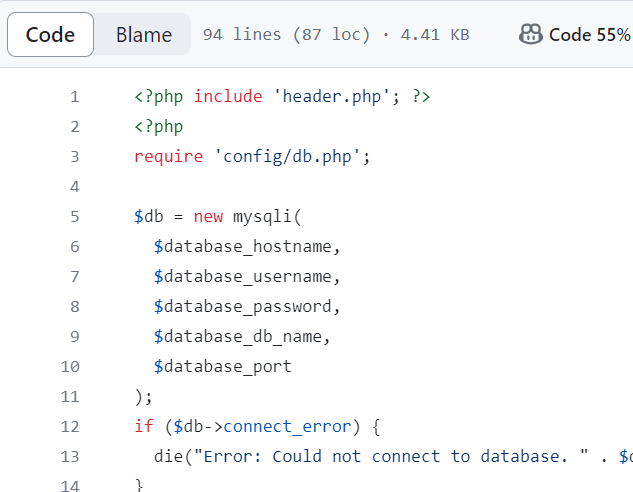 Code Blame 94 lines (87 loc) · 4.41 KB Code 55%
1 <?php include 'header.php'; ?>
2 <?php
3 require 'config/db.php';
4
5 $db = new mysqli(
6 $database_hostname,
7 $database_username,
8 $database_password,
9 $database_db_name,
10 $database_port
11 );
12 if ($db->connect_error) {
13 die("Error: Could not connect to database. " . $
14 }